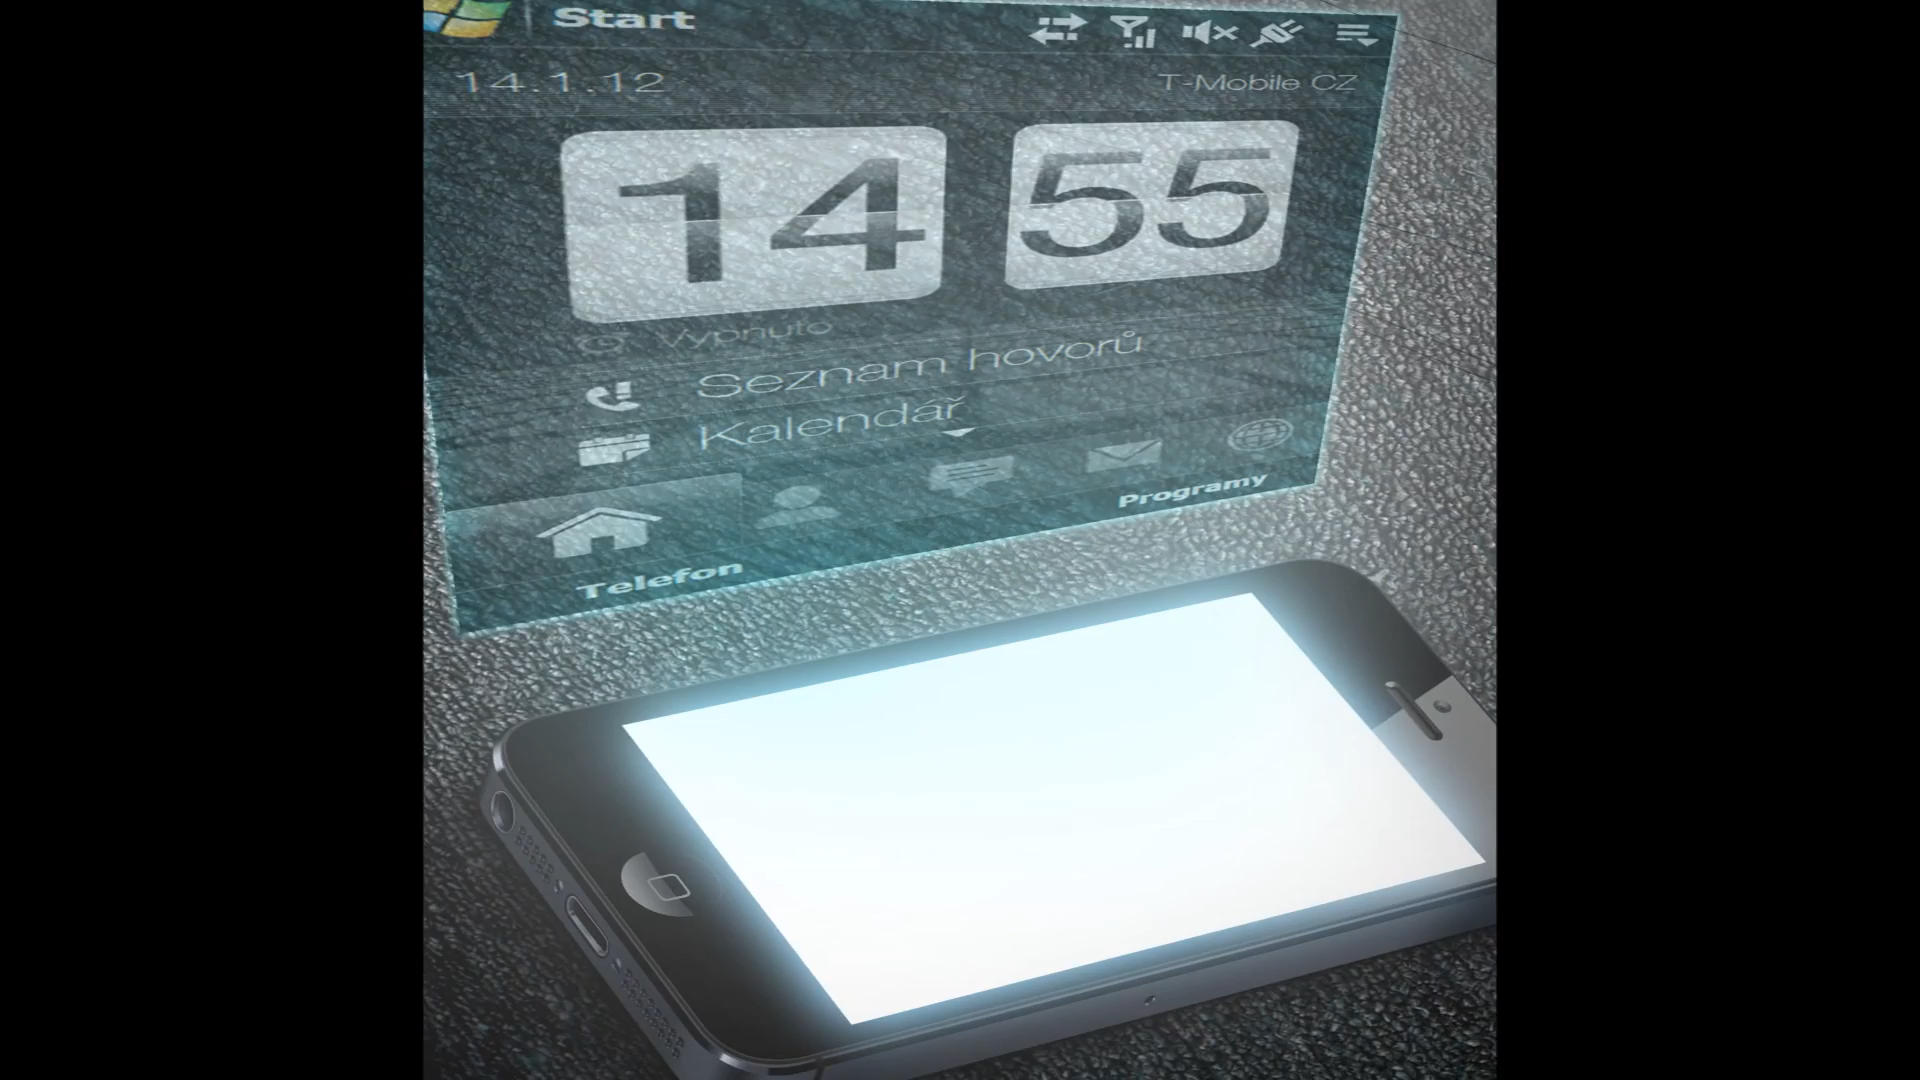 Start
14.1.12
T-Mobile CZ
14 55
Vypnuto
Seznam hovorů
Kalendář
Programy
Telefon